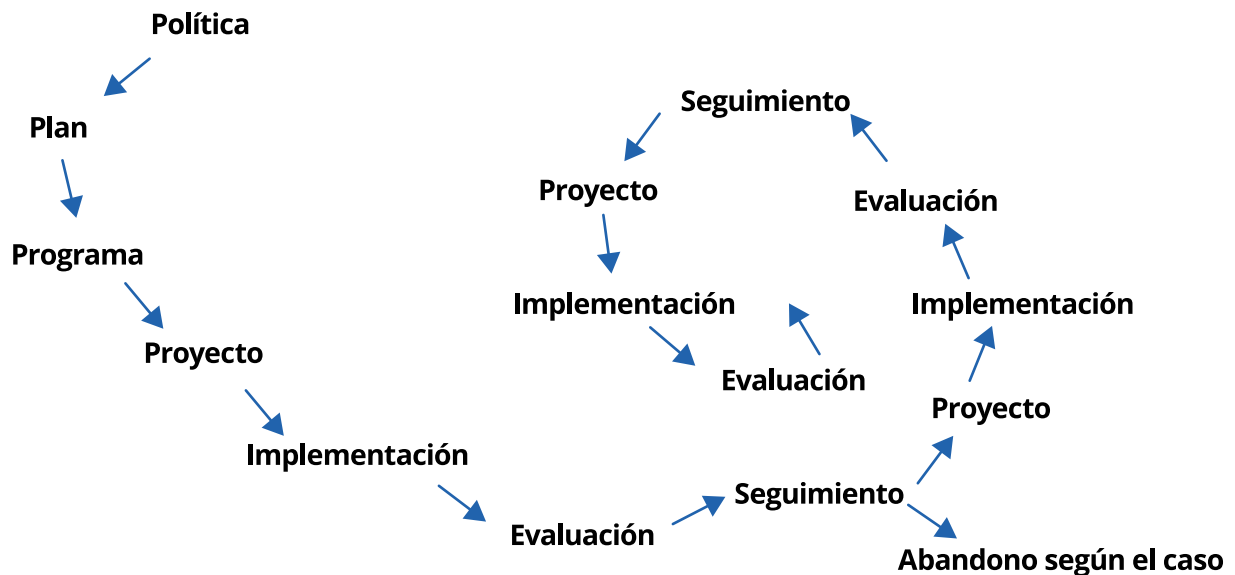 Política
Plan
Programa
Proyecto
Implementación
Evaluación
Seguimiento
Abandono según el caso
Proyecto
Implementación
Evaluación
Seguimiento
Proyecto
Implementación
Evaluación